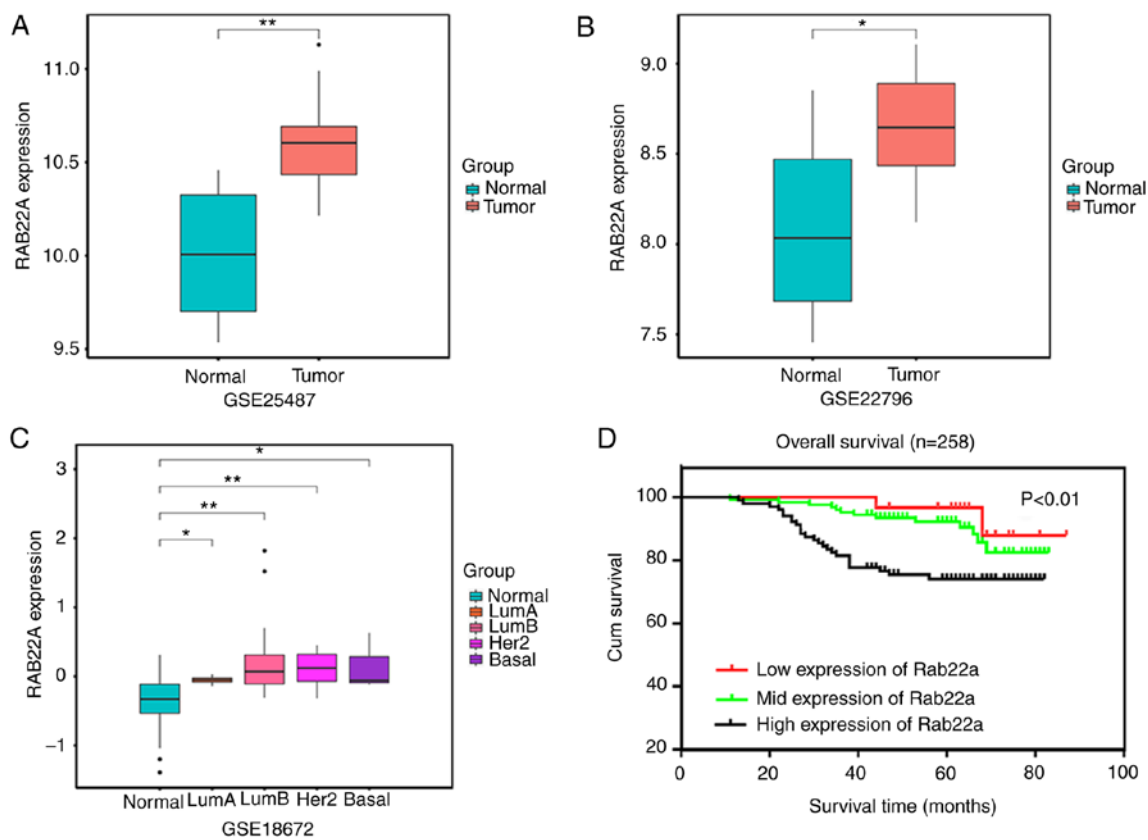 A
**
11.0
10.5
10.0
9.5
RAB22A expression
Normal Tumor
GSE25487
Group
Normal
Tumor
B
*
9.0
8.5
8.0
7.5
RAB22A expression
Normal Tumor
GSE22796
Group
Normal
Tumor
C
*
**
**
*
3
2
1
0
−1
RAB22A expression
Normal LumA LumB Her2 Basal
GSE18672
Group
Normal
LumA
LumB
Her2
Basal
D
Overall survival (n=258)
P<0.01
100
80
60
40
20
Cum survival
Low expression of Rab22a
Mid expression of Rab22a
High expression of Rab22a
0 20 40 60 80 100
Survival time (months)